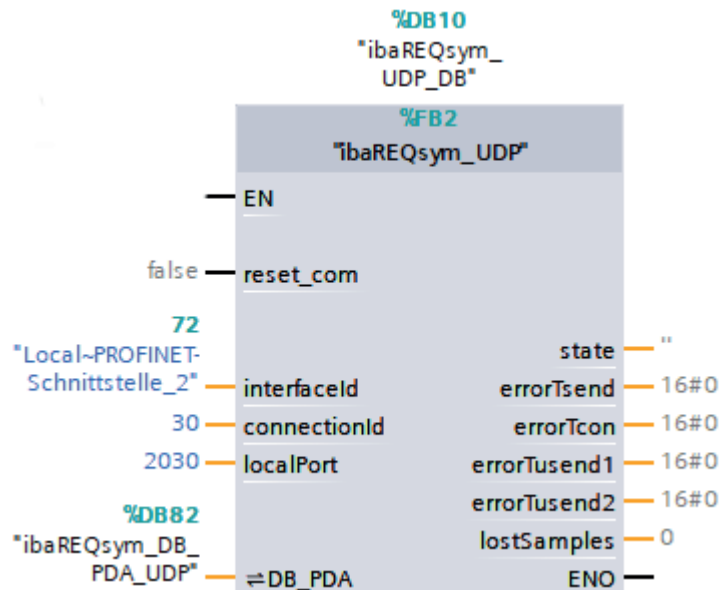 %DB10
"ibaREQsym_
UDP_DB"
%FB2
"ibaREQsym_UDP"
EN
false reset_com
72
"Local~PROFINET-
Schnittstelle_2" interfaceId
30 connectionId
2030 localPort
state ''
errorTsend 16#0
errorTcon 16#0
errorTusend1 16#0
errorTusend2 16#0
lostSamples 0
%DB82
"ibaREQsym_DB_
PDA_UDP" ⇌DB_PDA
ENO